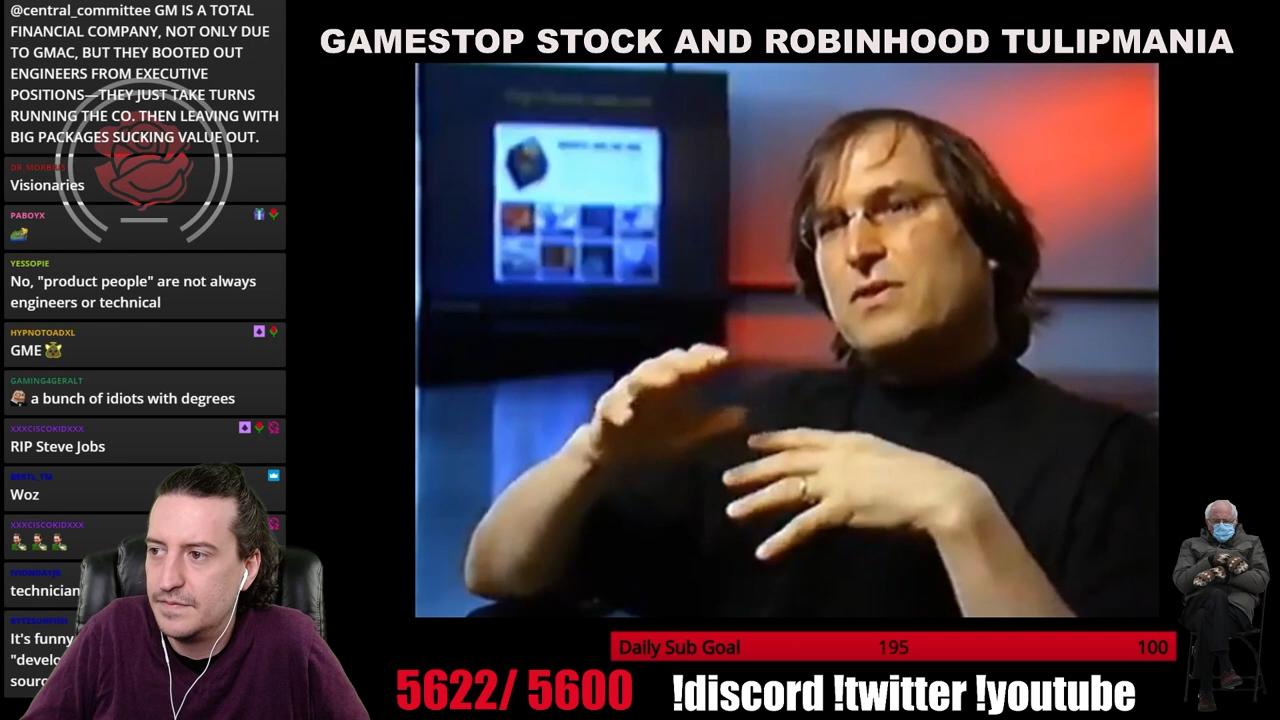 @central_committee GM IS A TOTAL
FINANCIAL COMPANY, NOT ONLY DUE
TO GMAC, BUT THEY BOOTED OUT
ENGINEERS FROM EXECUTIVE
POSITIONS—THEY JUST TAKE TURNS
RUNNING THE CO. THEN LEAVING WITH
BIG PACKAGES SUCKING VALUE OUT.
DR_MORBIUS
Visionaries
PABOYX
YESSOPIE
No, "product people" are not always
engineers or technical
HYPNOTOADXL
GME
GAMING4GERALT
a bunch of idiots with degrees
XXXCISCOKIDXXX
RIP Steve Jobs
Woz
XXXCISCOKIDXXX
technician
It's funny
"develo
sourc
GAMESTOP STOCK AND ROBINHOOD TULIPMANIA
Daily Sub Goal 195 100
5622/ 5600 !discord !twitter !youtube